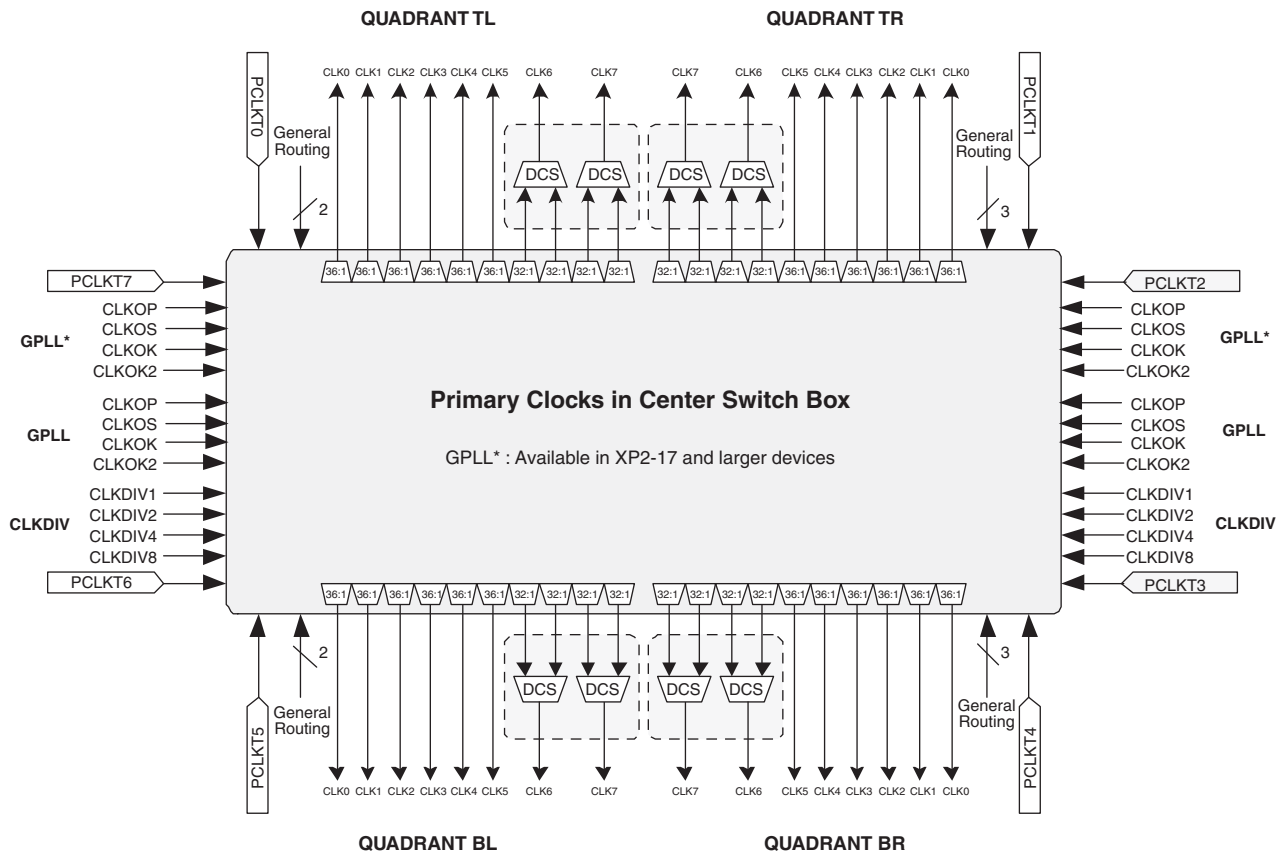 QUADRANT TL QUADRANT TR
CLK0 CLK1 CLK2 CLK3 CLK4 CLK5 CLK6 CLK7 CLK7 CLK6 CLK5 CLK4 CLK3 CLK2 CLK1 CLK0
PCLKT0
General
Routing
2
DCS DCS DCS DCS
General
Routing
3
PCLKT1
36:1 36:1 36:1 36:1 36:1 36:1 32:1 32:1 32:1 32:1 32:1 32:1 32:1 32:1 36:1 36:1 36:1 36:1 36:1 36:1
PCLKT7
GPLL*
CLKOP
CLKOS
CLKOK
CLKOK2
GPLL
CLKOP
CLKOS
CLKOK
CLKOK2
CLKDIV
CLKDIV1
CLKDIV2
CLKDIV4
CLKDIV8
PCLKT6
Primary Clocks in Center Switch Box
GPLL* : Available in XP2-17 and larger devices
PCLKT2
CLKOP
CLKOS
CLKOK
CLKOK2
GPLL*
CLKOP
CLKOS
CLKOK
CLKOK2
GPLL
CLKDIV1
CLKDIV2
CLKDIV4
CLKDIV8
CLKDIV
PCLKT3
36:1 36:1 36:1 36:1 36:1 36:1 32:1 32:1 32:1 32:1 32:1 32:1 32:1 32:1 36:1 36:1 36:1 36:1 36:1 36:1
PCLKT5
2
General
Routing
DCS DCS DCS DCS
3
General
Routing
PCLKT4
CLK0 CLK1 CLK2 CLK3 CLK4 CLK5 CLK6 CLK7 CLK7 CLK6 CLK5 CLK4 CLK3 CLK2 CLK1 CLK0
QUADRANT BL QUADRANT BR